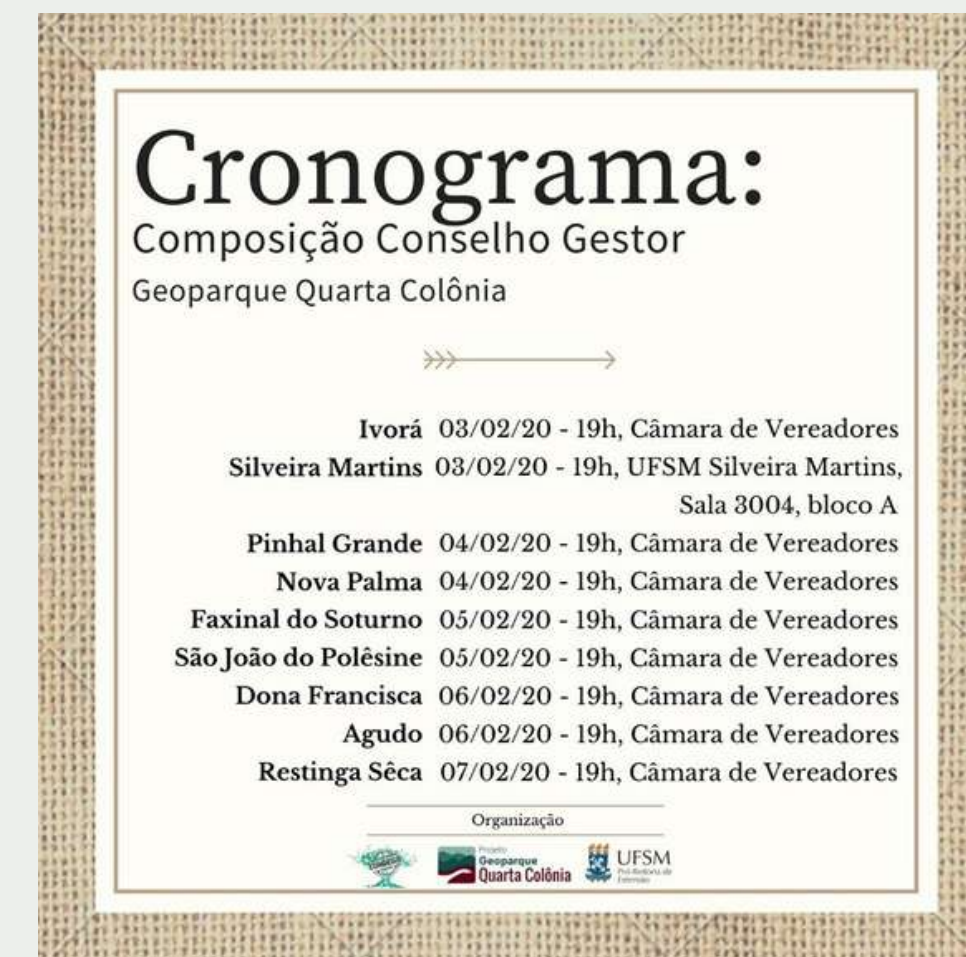 Cronograma:
Composição Conselho Gestor
Geoparque Quarta Colônia
Ivorá 03/02/20 - 19h, Câmara de Vereadores
Silveira Martins 03/02/20 - 19h, UFSM Silveira Martins,
Sala 3004, bloco A
Pinhal Grande 04/02/20 - 19h, Câmara de Vereadores
Nova Palma 04/02/20 - 19h, Câmara de Vereadores
Faxinal do Soturno 05/02/20 - 19h, Câmara de Vereadores
São João do Polêsine 05/02/20 - 19h, Câmara de Vereadores
Dona Francisca 06/02/20 - 19h, Câmara de Vereadores
Agudo 06/02/20 - 19h, Câmara de Vereadores
Restinga Sêca 07/02/20 - 19h, Câmara de Vereadores
Organização
Projeto
Geoparque
Quarta Colônia
UFSM
Pró-Reitoria de
Extensão